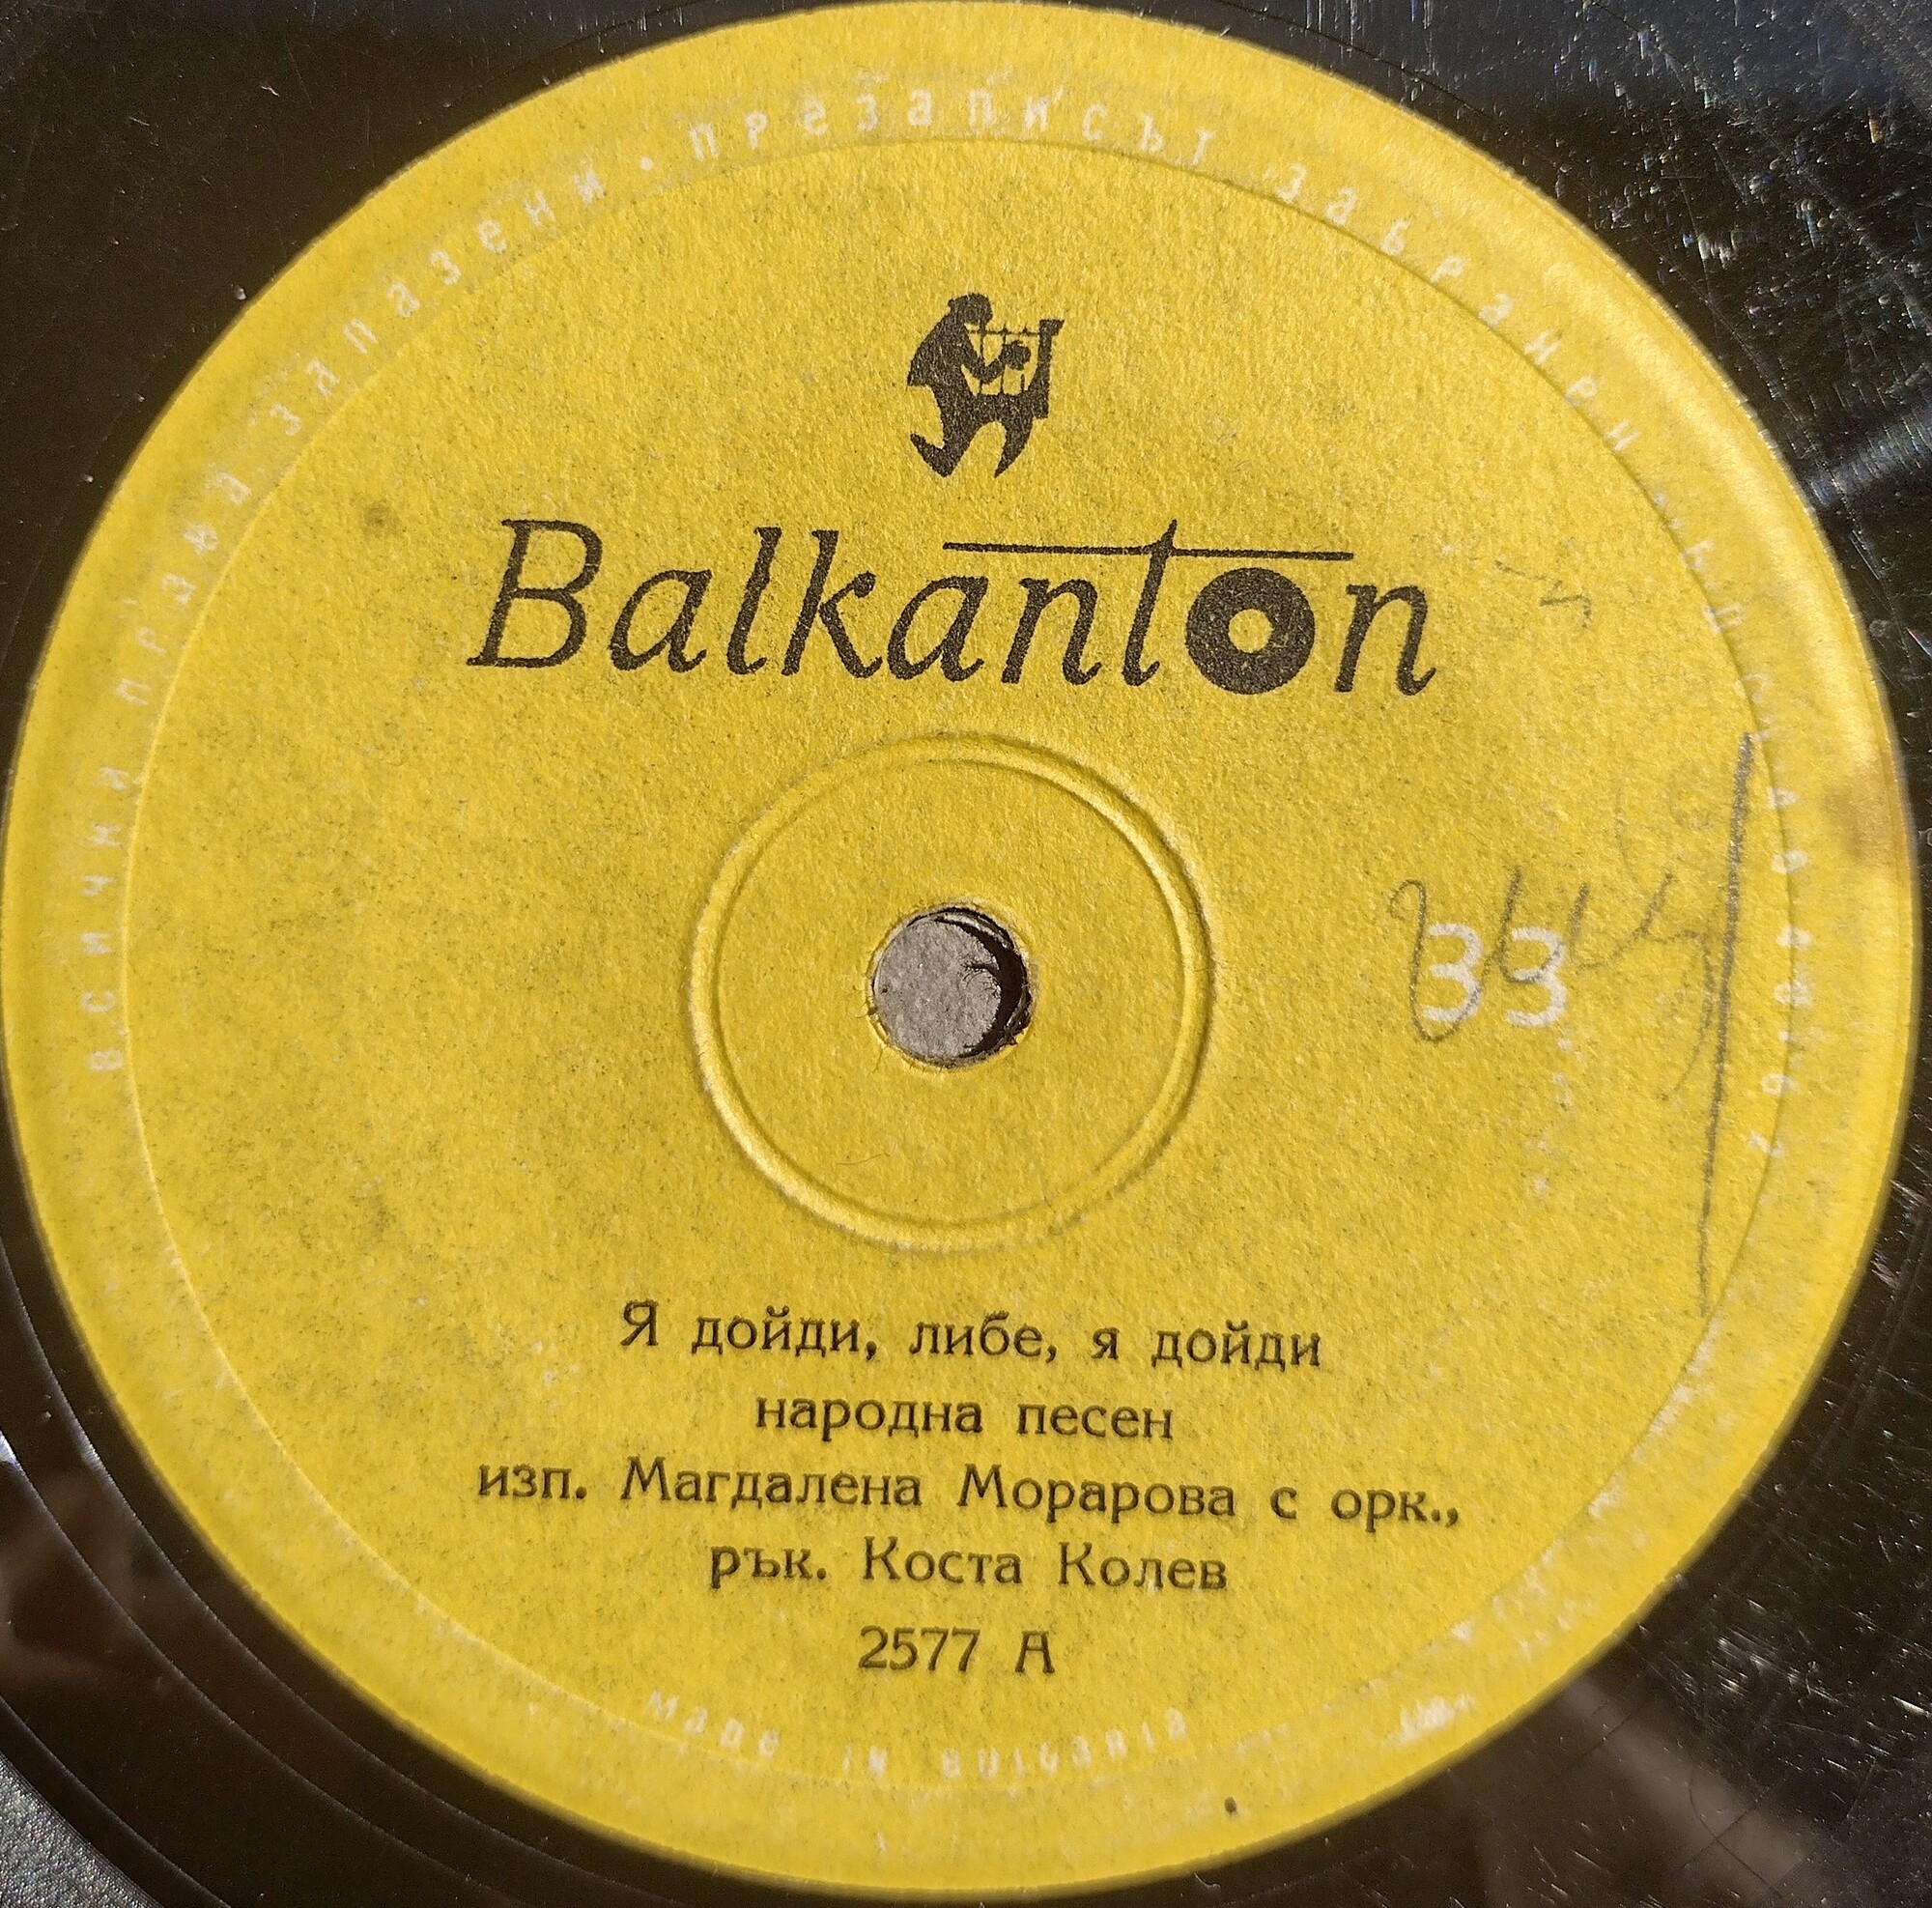 всички права запазени · презаписът забранен
Balkanton
33
Я дойди, либе, я дойди
народна песен
изп. Магдалена Морарова с орк.,
рък. Коста Колев
2577 А
MADE IN BULGARIA